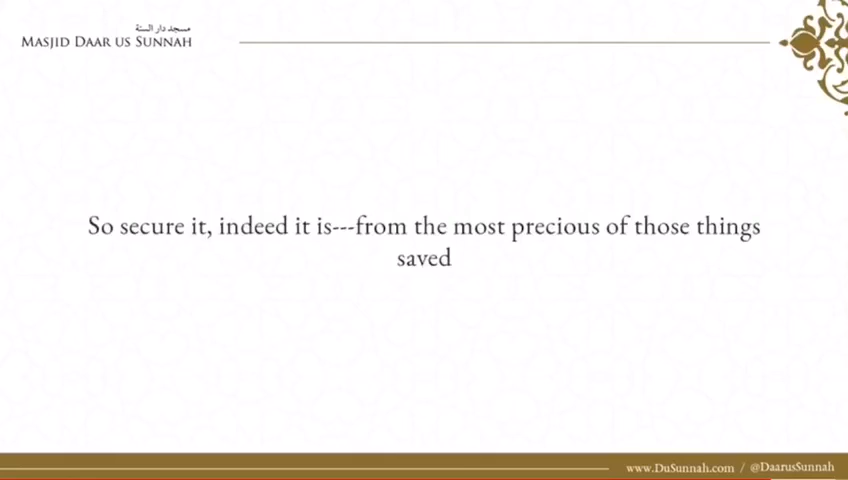 مسجد دار السنة
MASJID DAAR US SUNNAH
So secure it, indeed it is---from the most precious of those things
saved
www.DuSunnah.com / @DaarusSunnah